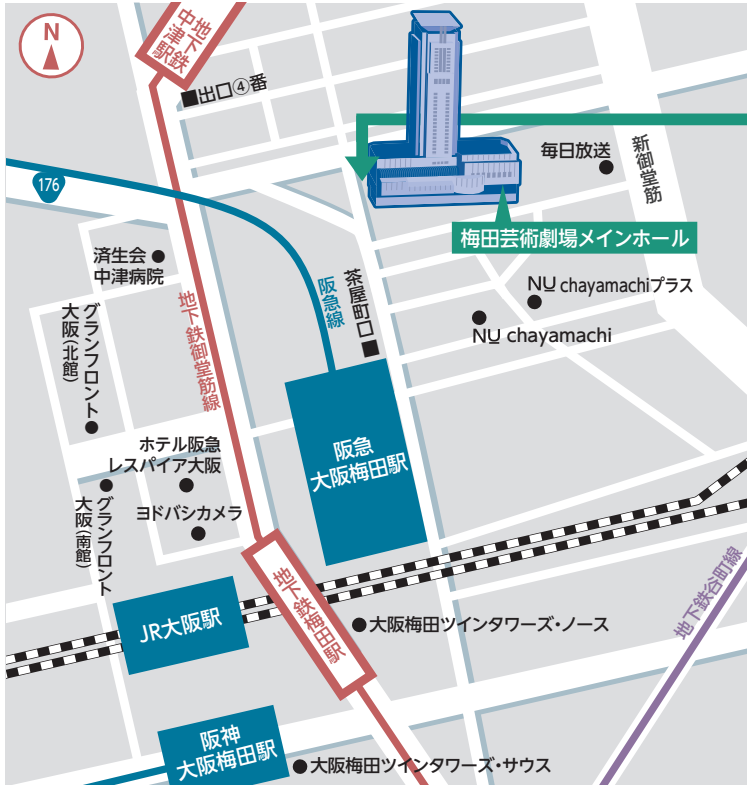 N
地下鉄
中津駅
■出口④番
176
毎日放送
新御堂筋
梅田芸術劇場メインホール
済生会
中津病院
地下鉄御堂筋線
阪急線
茶屋町口
NU chayamachiプラス
NU chayamachi
グランフロント
大阪(北館)
阪急
大阪梅田駅
ホテル阪急
レスパイア大阪
グランフロント
大阪(南館)
ヨドバシカメラ
地下鉄梅田駅
JR大阪駅
大阪梅田ツインタワーズ・ノース
地下鉄谷町線
阪神
大阪梅田駅
大阪梅田ツインタワーズ・サウス